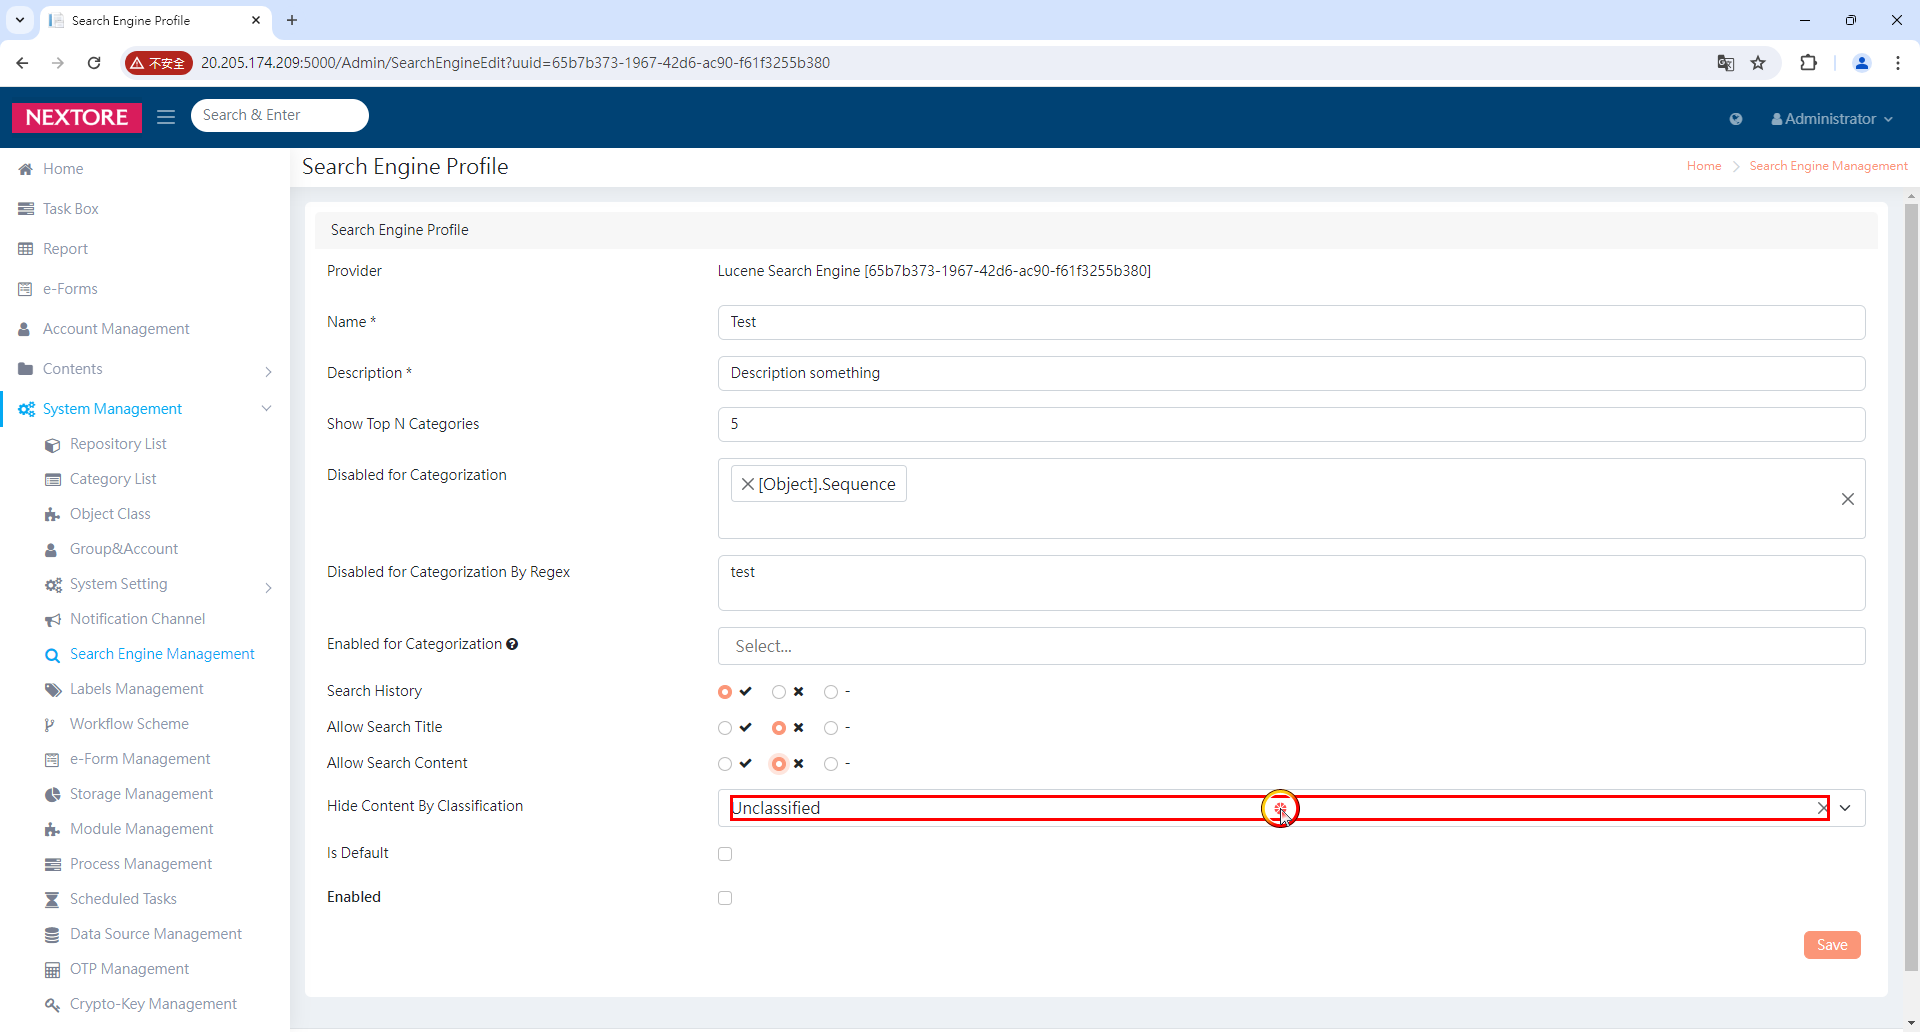 Search Engine Profile
不安全
20.205.174.209:5000/Admin/SearchEngineEdit?uuid=65b7b373-1967-42d6-ac90-f61f3255b380
NEXTORE
Search & Enter
Administrator
Home
Task Box
Report
e-Forms
Account Management
Contents
System Management
Repository List
Category List
Object Class
Group&Account
System Setting
Notification Channel
Search Engine Management
Labels Management
Workflow Scheme
e-Form Management
Storage Management
Module Management
Process Management
Scheduled Tasks
Data Source Management
OTP Management
Crypto-Key Management
Search Engine Profile
Home
Search Engine Management
Search Engine Profile
Provider
Lucene Search Engine [65b7b373-1967-42d6-ac90-f61f3255b380]
Name *
Test
Description *
Description something
Show Top N Categories
5
Disabled for Categorization
[Object].Sequence
Disabled for Categorization By Regex
test
Enabled for Categorization
Select...
Search History
-
Allow Search Title
-
Allow Search Content
-
Hide Content By Classification
Unclassified
Is Default
Enabled
Save